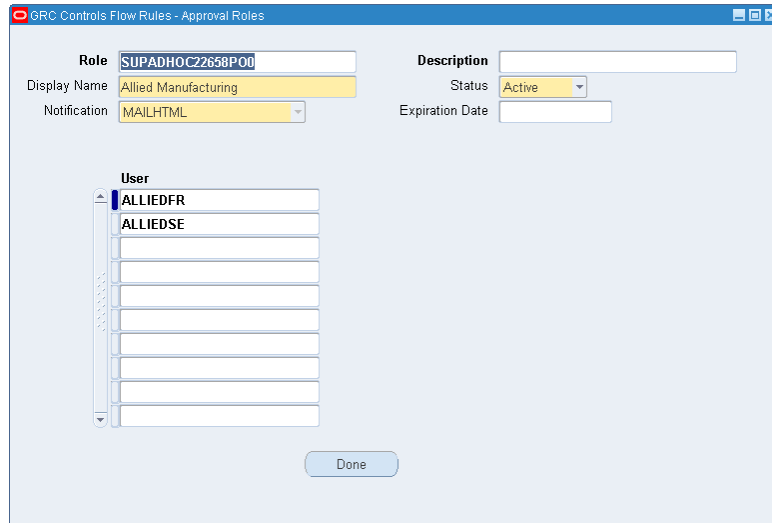 GRC Controls Flow Rules - Approval Roles
Role SUPADHOC22658PO0 Description
Display Name Allied Manufacturing Status Active
Notification MAILHTML Expiration Date
User
ALLIEDFR
ALLIEDSE
Done